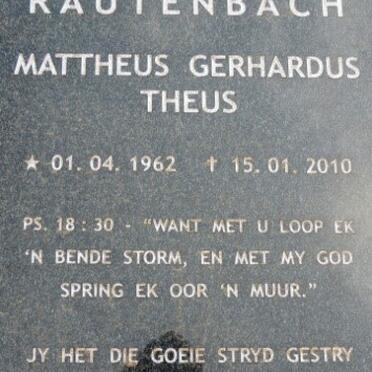 RAUTENBACH
MATTHEUS GERHARDUS
THEUS
★ 01. 04. 1962 ✝ 15. 01. 2010
PS. 18 : 30 - “WANT MET U LOOP EK
‘N BENDE STORM, EN MET MY GOD
SPRING EK OOR ‘N MUUR.”
JY HET DIE GOEIE STRYD GESTRY